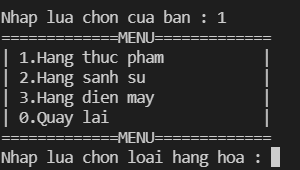 Nhap lua chon cua ban : 1
=============MENU=============
| 1.Hang thuc pham           |
| 2.Hang sanh su             |
| 3.Hang dien may            |
| 0.Quay lai                 |
=============MENU=============
Nhap lua chon loai hang hoa :